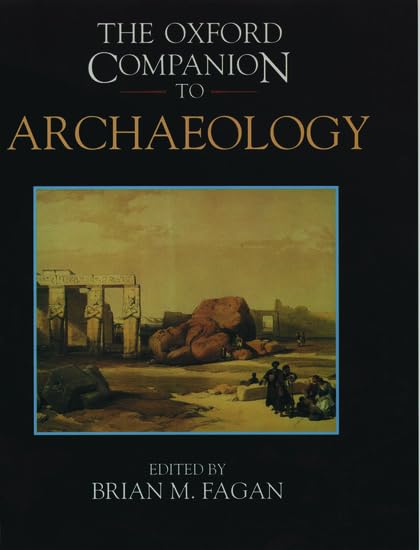 THE OXFORD
COMPANION
TO
ARCHAEOLOGY
EDITED BY
BRIAN M. FAGAN